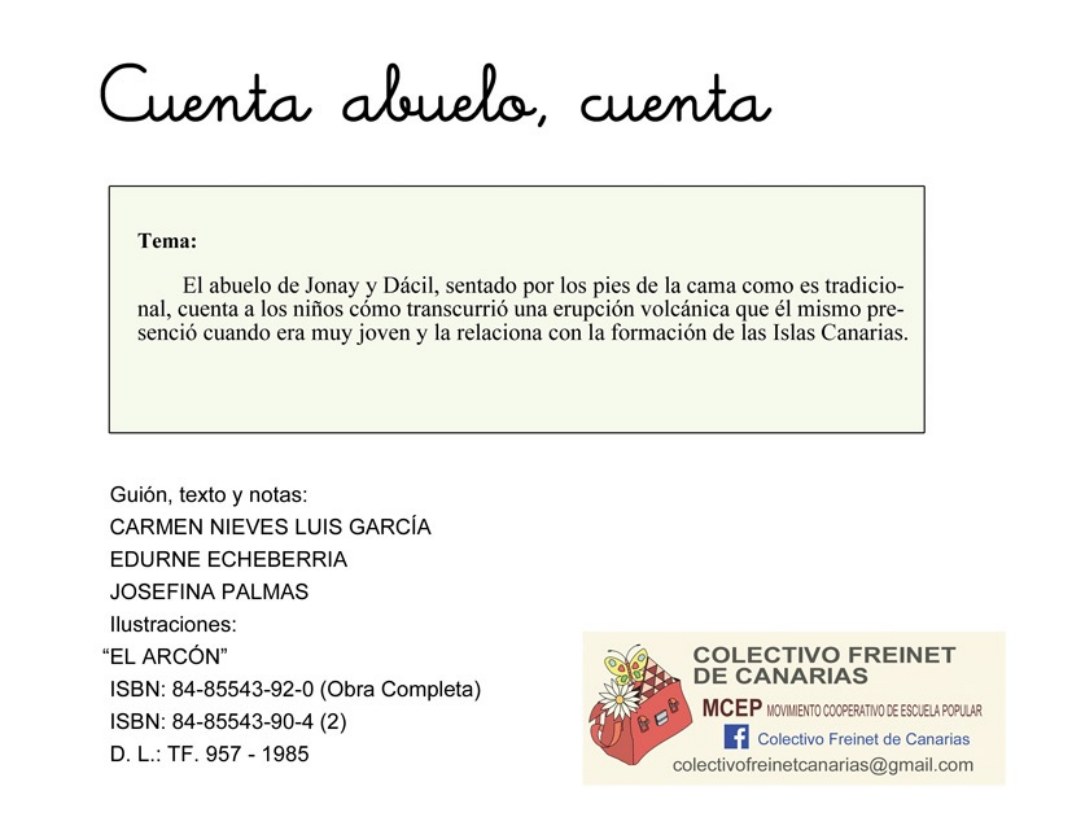 Cuenta abuelo, cuenta
Tema:
El abuelo de Jonay y Dácil, sentado por los pies de la cama como es tradicio-
nal, cuenta a los niños cómo transcurrió una erupción volcánica que él mismo pre-
senció cuando era muy joven y la relaciona con la formación de las Islas Canarias.
Guión, texto y notas:
CARMEN NIEVES LUIS GARCÍA
EDURNE ECHEBERRIA
JOSEFINA PALMAS
Ilustraciones:
“EL ARCÓN”
ISBN: 84-85543-92-0 (Obra Completa)
ISBN: 84-85543-90-4 (2)
D. L.: TF. 957 - 1985
COLECTIVO FREINET
DE CANARIAS
MCEP MOVIMIENTO COOPERATIVO DE ESCUELA POPULAR
Colectivo Freinet de Canarias
colectivofreinetcanarias@gmail.com